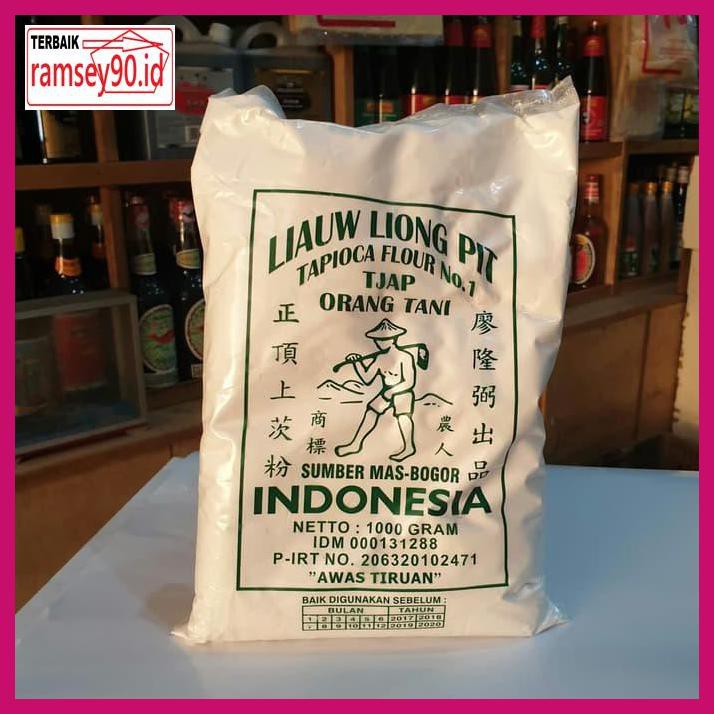 TERBAIK
ramsey90.id
LIAUW LIONG PIT
TAPIOCA FLOUR No.1
TJAP
ORANG TANI
正頂上茨粉
商標
農人
廖隆弼出品
SUMBER MAS-BOGOR
INDONESIA
NETTO : 1000 GRAM
IDM 000131288
P-IRT NO. 206320102471
"AWAS TIRUAN"
BAIK DIGUNAKAN SEBELUM :
BULAN TAHUN
1 2 3 4 5 6 2017 2018
7 8 9 10 11 12 2019 2020